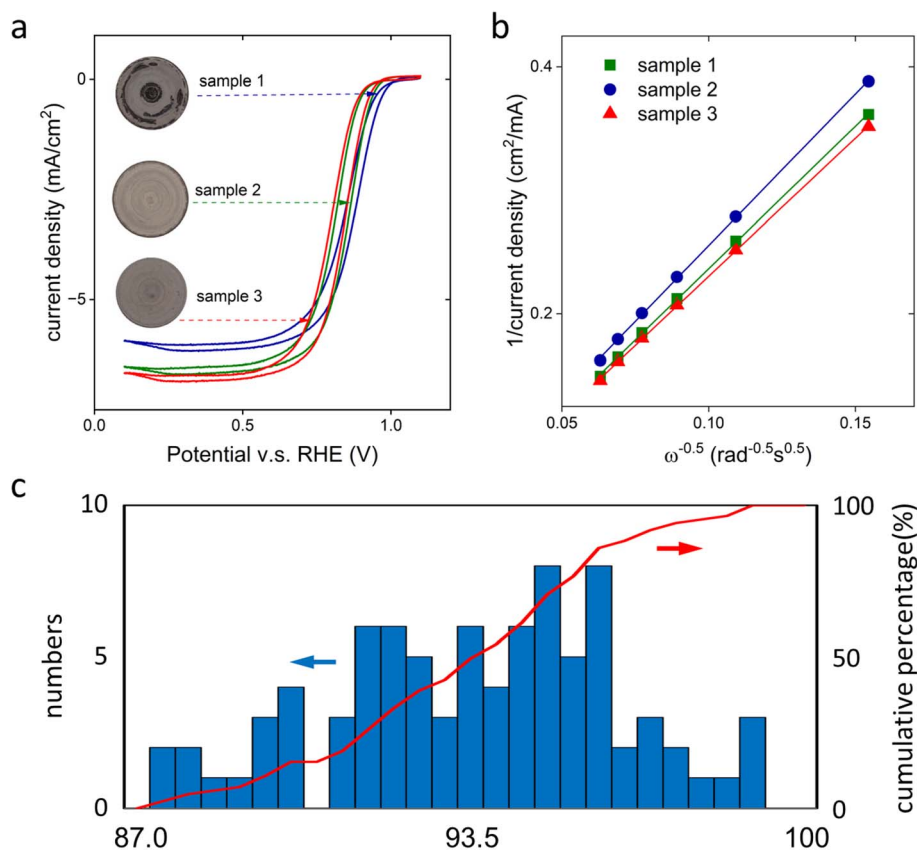 a
0
−5
current density (mA/cm²)
sample 1
sample 2
sample 3
0.0
0.5
1.0
Potential v.s. RHE (V)
b
sample 1
sample 2
sample 3
0.4
0.2
1/current density (cm²/mA)
0.05
0.10
0.15
ω⁻⁰·⁵ (rad⁻⁰·⁵s⁰·⁵)
c
10
5
0
numbers
100
50
0
cumulative percentage(%)
87.0
93.5
100